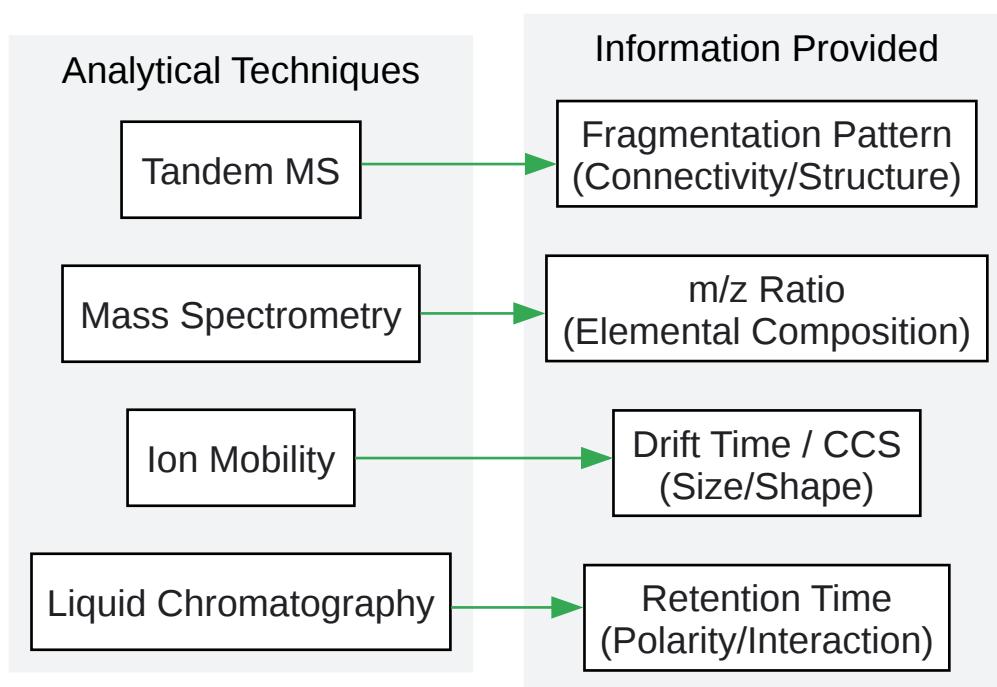 Analytical Techniques
Tandem MS
Mass Spectrometry
Ion Mobility
Liquid Chromatography
Information Provided
Fragmentation Pattern
(Connectivity/Structure)
m/z Ratio
(Elemental Composition)
Drift Time / CCS
(Size/Shape)
Retention Time
(Polarity/Interaction)